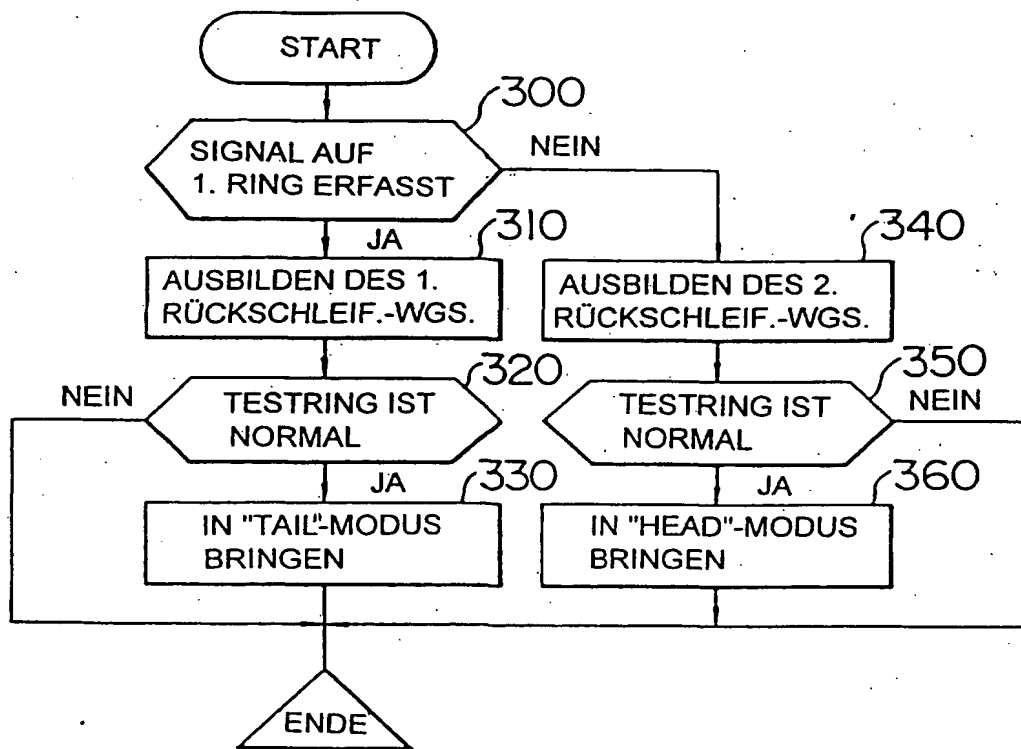 START
300
SIGNAL AUF
1. RING ERFASST
NEIN
JA
310
AUSBILDEN DES 1.
RÜCKSCHLEIF.-WGS.
340
AUSBILDEN DES 2.
RÜCKSCHLEIF.-WGS.
NEIN
320
TESTRING IST
NORMAL
350
NEIN
TESTRING IST
NORMAL
JA
330
IN "TAIL"-MODUS
BRINGEN
JA
360
IN "HEAD"-MODUS
BRINGEN
ENDE